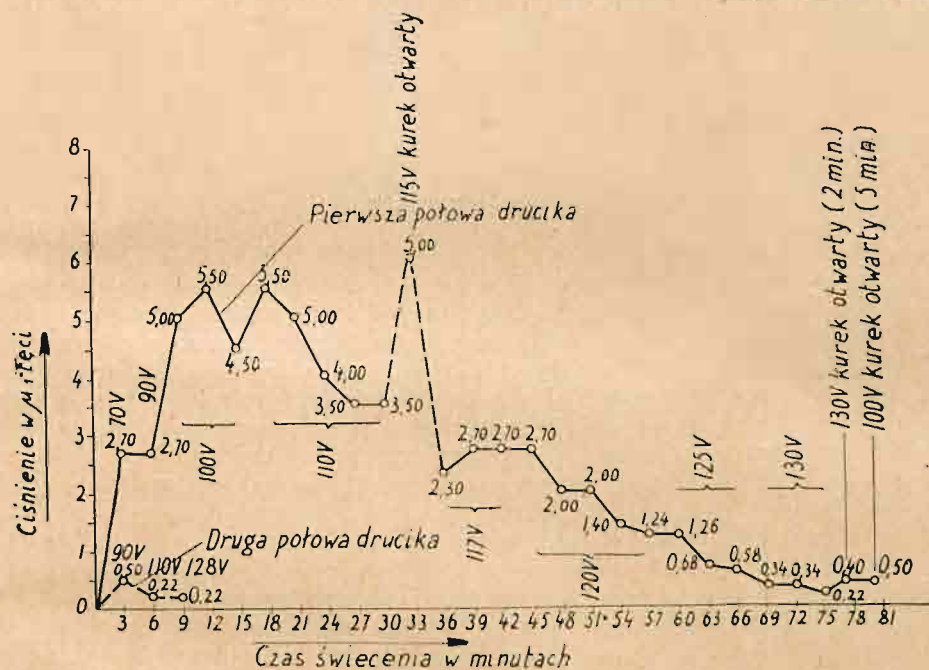 115V kurek otwarty
130V kurek otwarty (2 min.)
100V kurek otwarty (5 min.)
8
7
6
5
4
3
2
1
0
Ciśnienie w μ rtęci
Pierwsza połowa drucika
Druga połowa drucika
70V
90V
2,70
2,70
5,00
5,50
4,50
5,50
5,00
4,00
3,50
3,50
5,00
2,30
2,70
2,70
2,70
2,00
2,00
1,40
1,24
1,26
0,68
0,58
0,34
0,34
0,22
0,40
0,50
100V
110V
117V
120V
125V
130V
90V
110V
128V
0,50
0,22
0,22
3 6 9 12 15 18 21 24 27 30 33 36 39 42 45 48 51 54 57 60 63 66 69 72 75 78 81
Czas świecenia w minutach